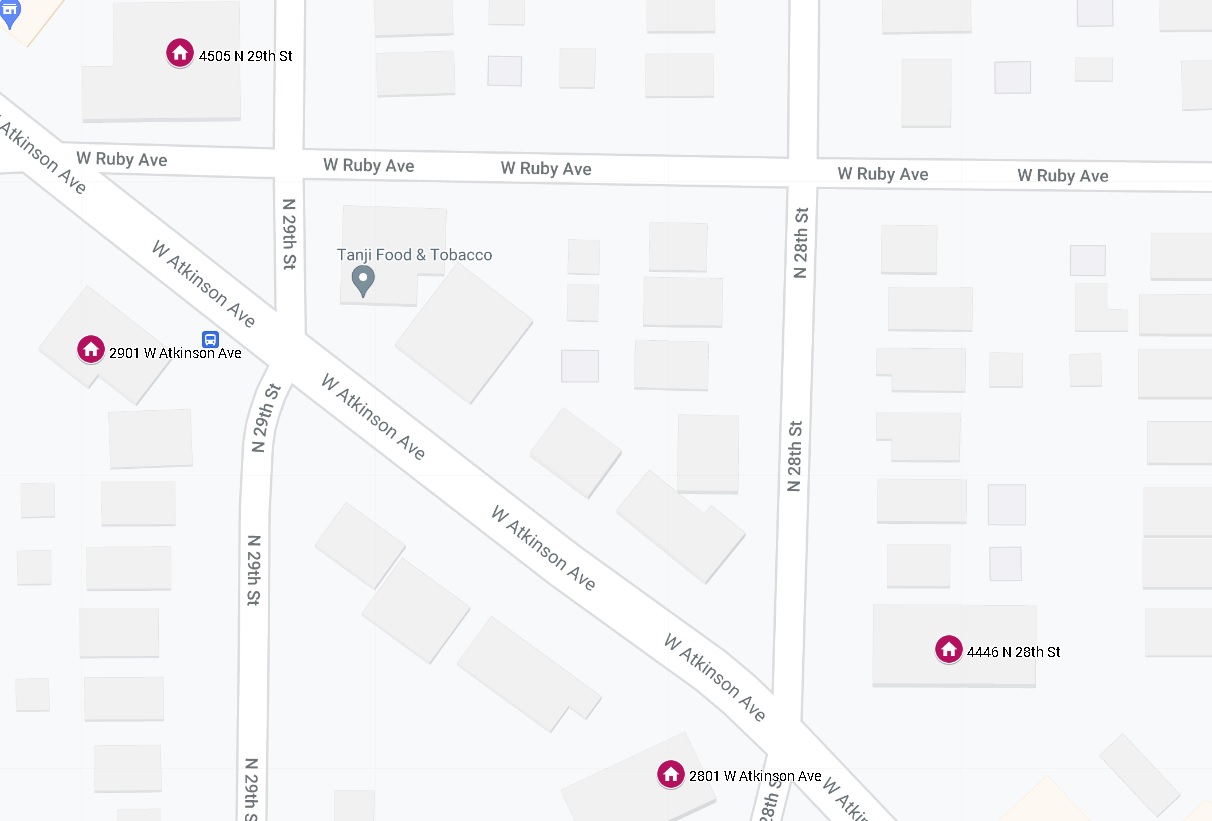 4505 N 29th St
W Atkinson Ave
W Ruby Ave
W Ruby Ave
W Ruby Ave
W Ruby Ave
W Ruby Ave
N 29th St
N 28th St
W Atkinson Ave
Tanji Food & Tobacco
2901 W Atkinson Ave
W Atkinson Ave
N 29th St
N 28th St
W Atkinson Ave
N 29th St
W Atkinson Ave
4446 N 28th St
2801 W Atkinson Ave
N 29th S
28th S
W Atkin